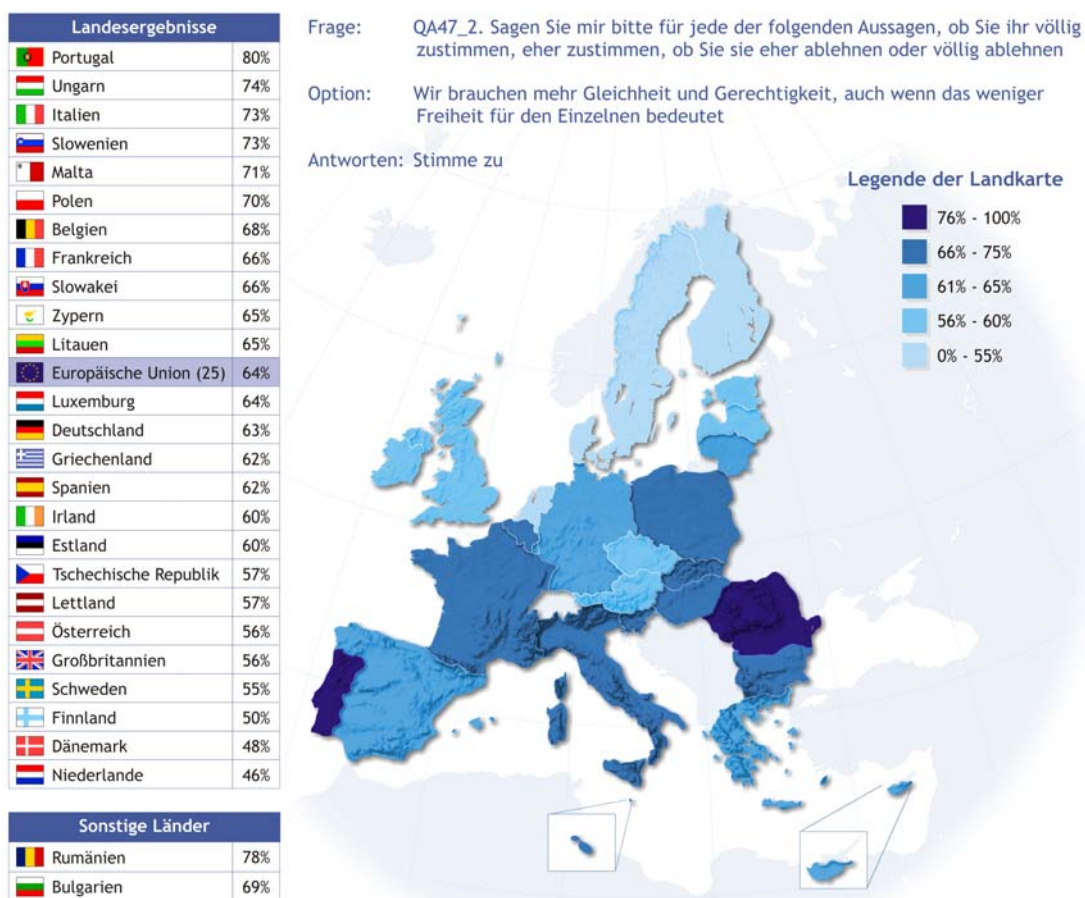 Landesergebnisse
Portugal 80%
Ungarn 74%
Italien 73%
Slowenien 73%
Malta 71%
Polen 70%
Belgien 68%
Frankreich 66%
Slowakei 66%
Zypern 65%
Litauen 65%
Europäische Union (25) 64%
Luxemburg 64%
Deutschland 63%
Griechenland 62%
Spanien 62%
Irland 60%
Estland 60%
Tschechische Republik 57%
Lettland 57%
Österreich 56%
Großbritannien 56%
Schweden 55%
Finnland 50%
Dänemark 48%
Niederlande 46%
Sonstige Länder
Rumänien 78%
Bulgarien 69%
Frage: QA47_2. Sagen Sie mir bitte für jede der folgenden Aussagen, ob Sie ihr völlig
zustimmen, eher zustimmen, ob Sie sie eher ablehnen oder völlig ablehnen
Option: Wir brauchen mehr Gleichheit und Gerechtigkeit, auch wenn das weniger
Freiheit für den Einzelnen bedeutet
Antworten: Stimme zu
Legende der Landkarte
76% - 100%
66% - 75%
61% - 65%
56% - 60%
0% - 55%